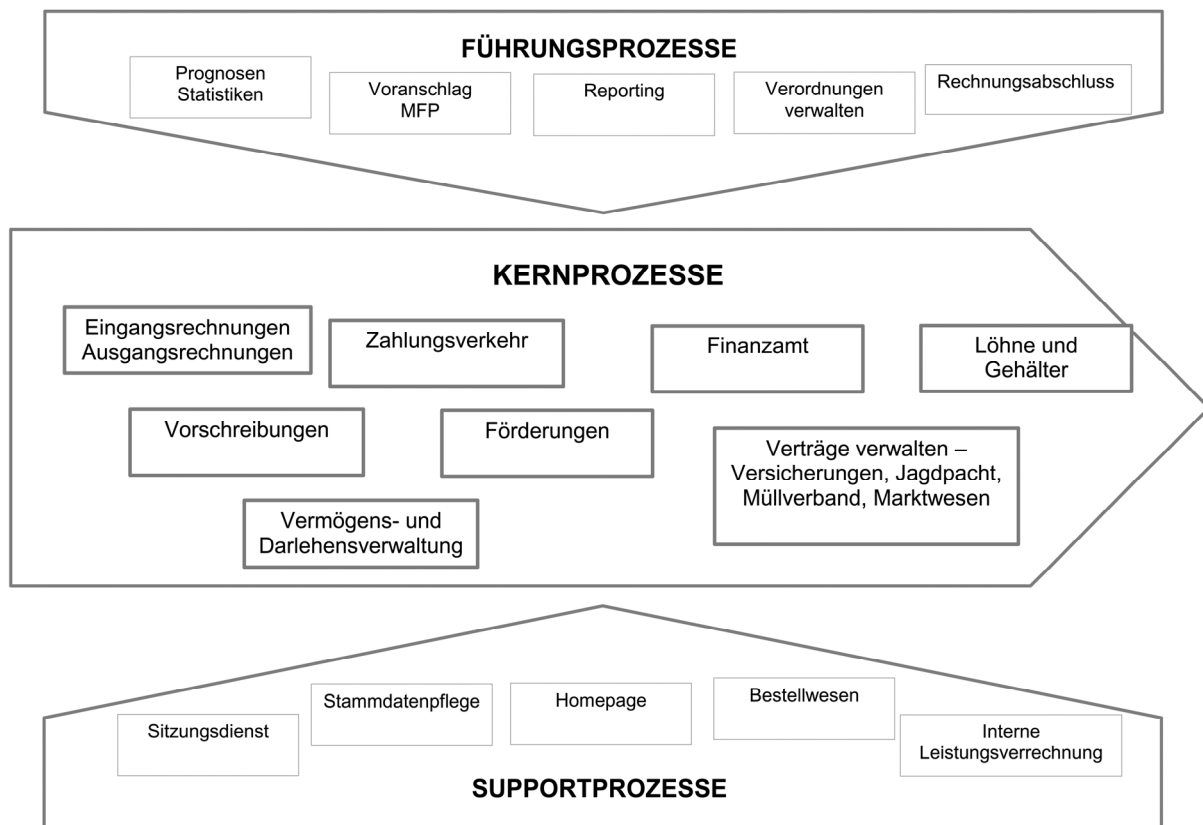 FÜHRUNGSPROZESSE
Prognosen
Statistiken
Voranschlag
MFP
Reporting
Verordnungen
verwalten
Rechnungsabschluss
KERNPROZESSE
Eingangsrechnungen
Ausgangsrechnungen
Zahlungsverkehr
Finanzamt
Löhne und
Gehälter
Vorschreibungen
Förderungen
Verträge verwalten –
Versicherungen, Jagdpacht,
Müllverband, Marktwesen
Vermögens- und
Darlehensverwaltung
Sitzungsdienst
Stammdatenpflege
Homepage
Bestellwesen
Interne
Leistungsverrechnung
SUPPORTPROZESSE